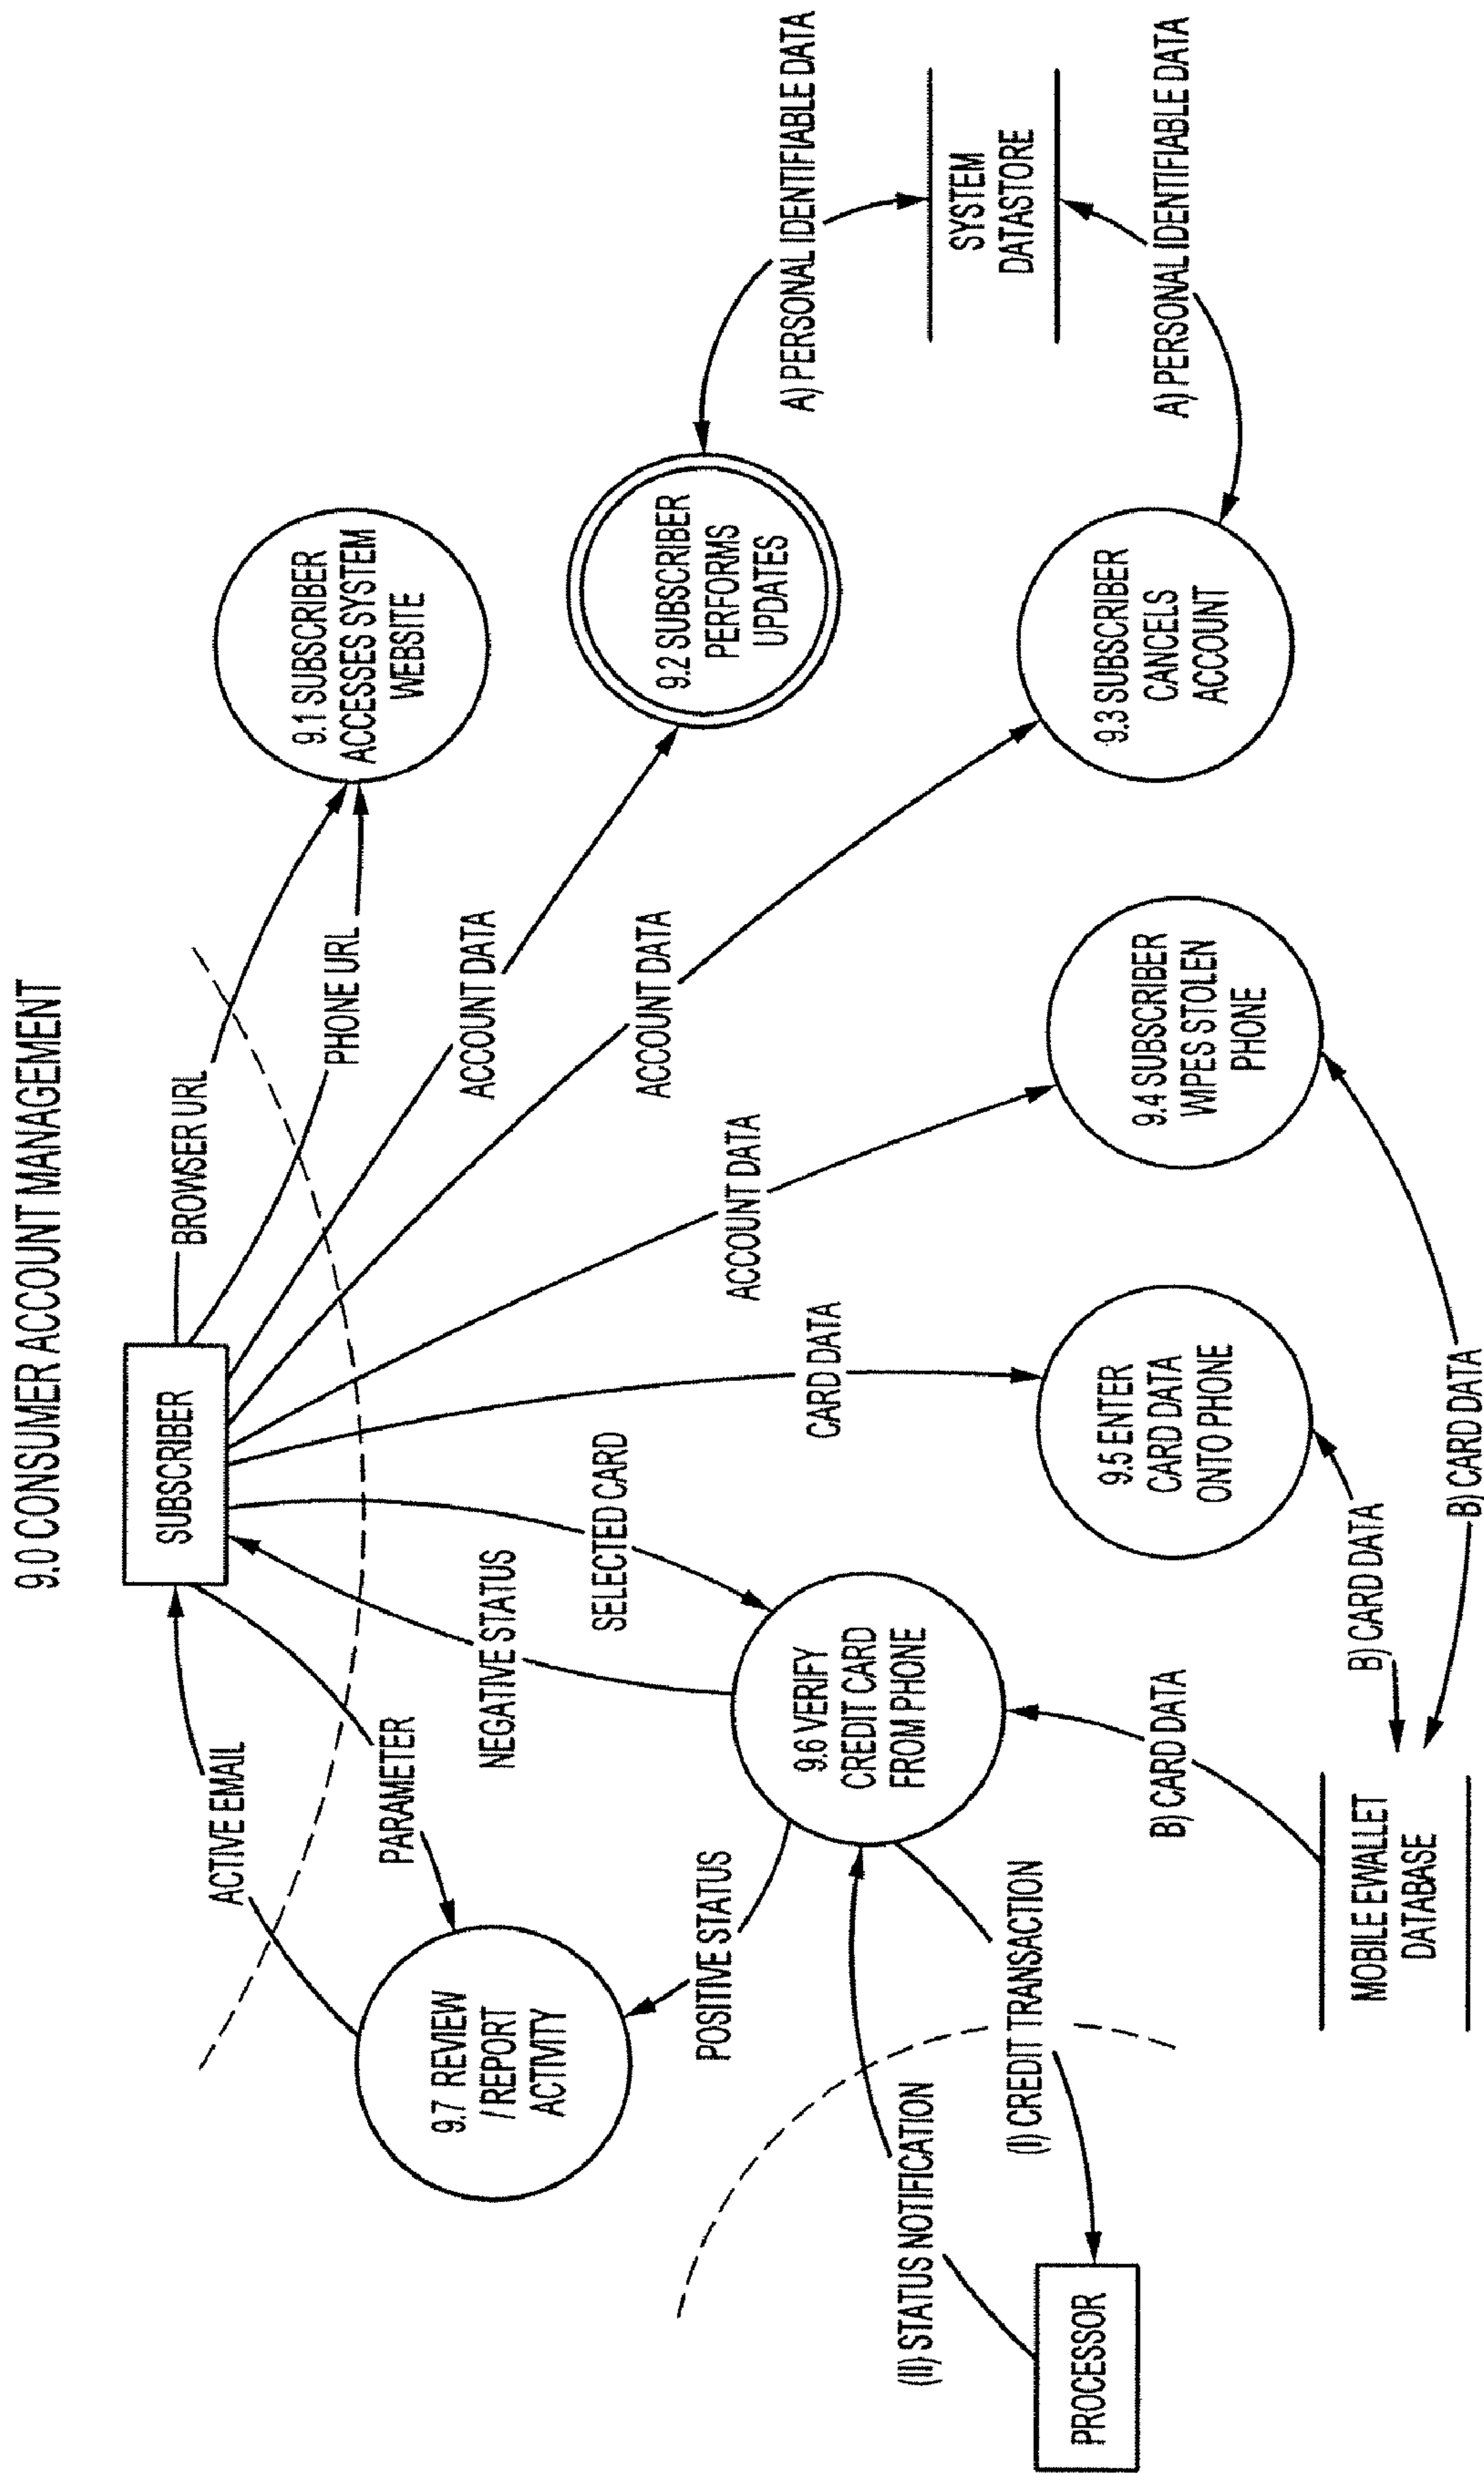 9.0 CONSUMER ACCOUNT MANAGEMENT
SUBSCRIBER
ACTIVE EMAIL
PARAMETER
NEGATIVE STATUS
SELECTED CARD
CARD DATA
ACCOUNT DATA
ACCOUNT DATA
ACCOUNT DATA
PHONE URL
BROWSER URL
9.1 SUBSCRIBER
ACCESSES SYSTEM
WEBSITE
9.2 SUBSCRIBER
PERFORMS
UPDATES
A) PERSONAL IDENTIFIABLE DATA
SYSTEM
DATASTORE
A) PERSONAL IDENTIFIABLE DATA
9.3 SUBSCRIBER
CANCELS
ACCOUNT
9.4 SUBSCRIBER
WIPES STOLEN
PHONE
9.5 ENTER
CARD DATA
ONTO PHONE
9.6 VERIFY
CREDIT CARD
FROM PHONE
9.7 REVIEW
/ REPORT
ACTIVITY
POSITIVE STATUS
(II) STATUS NOTIFICATION
(I) CREDIT TRANSACTION
PROCESSOR
B) CARD DATA
B) CARD DATA
B) CARD DATA
MOBILE EWALLET
DATABASE